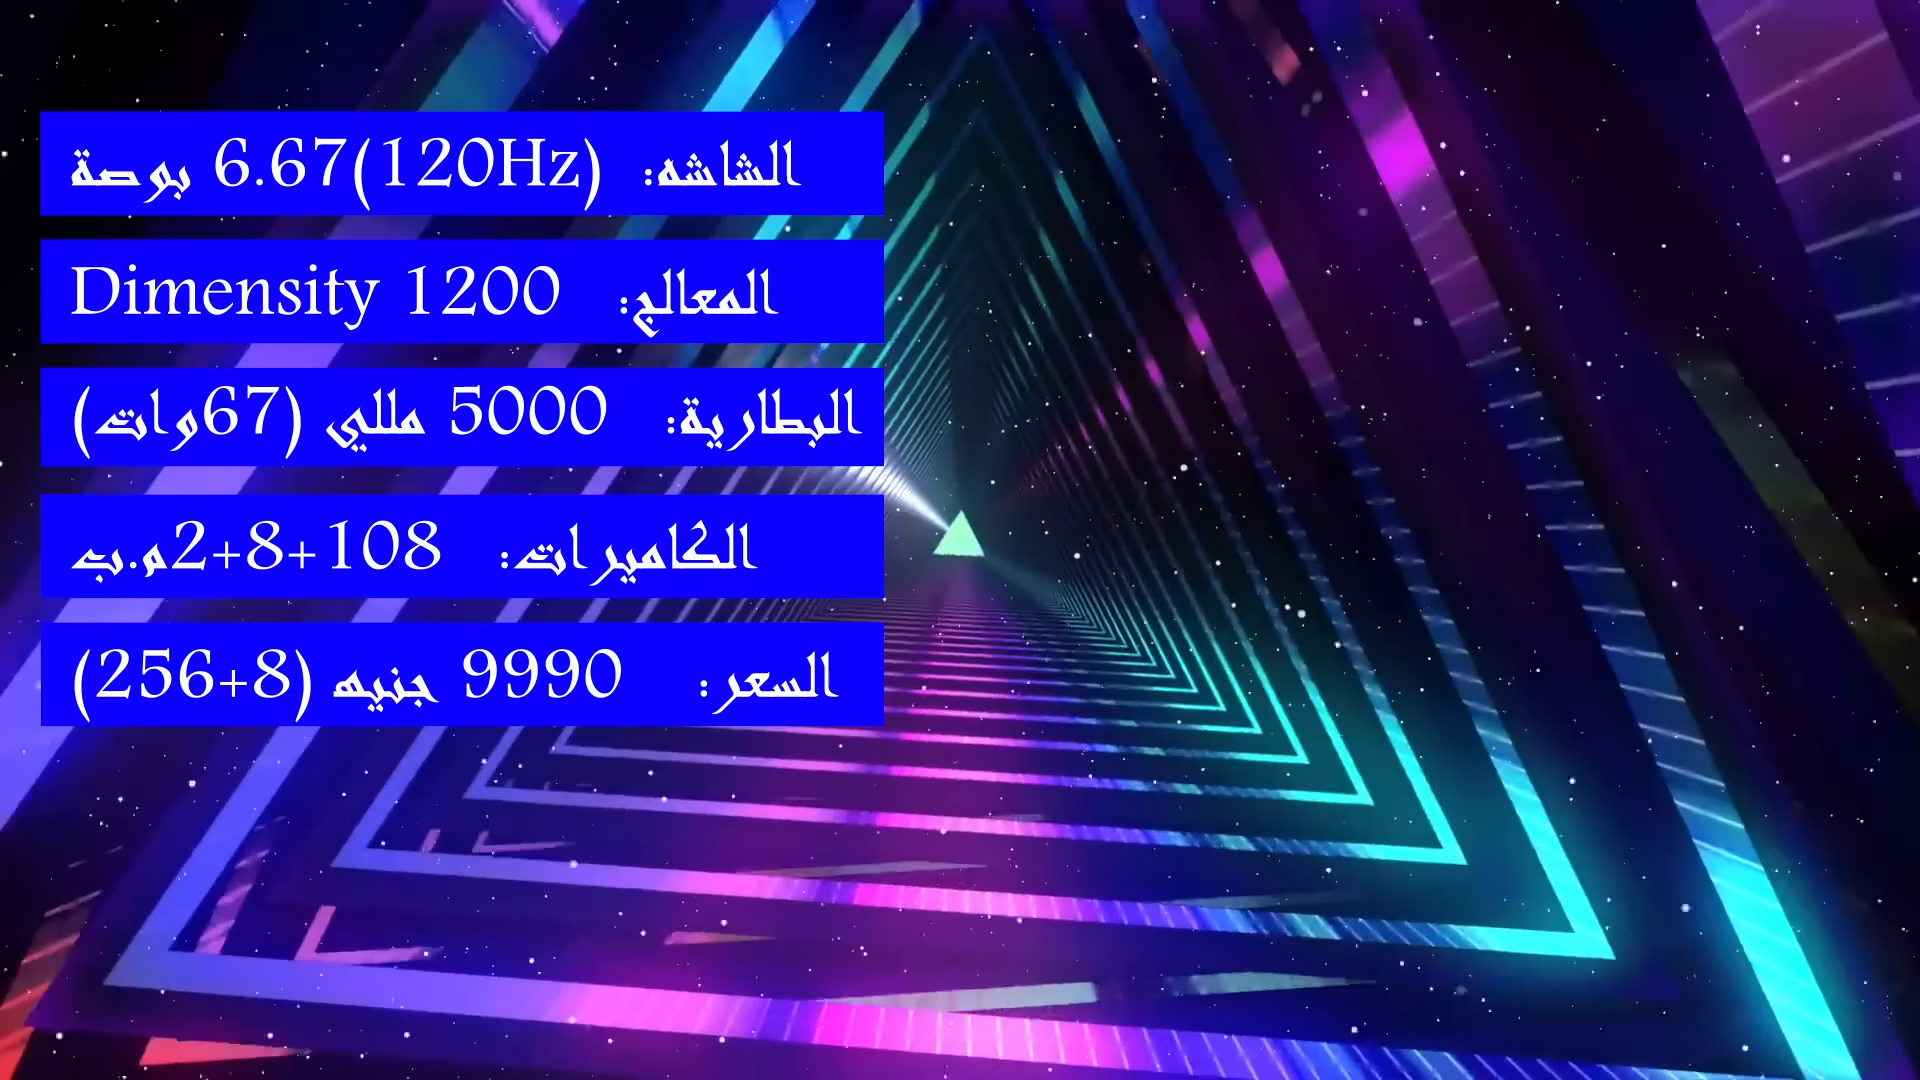 الشاشه: 6.67(120Hz) بوصة
المعالج: Dimensity 1200
البطارية: 5000 مللي (67وات)
الكاميرات: 108+8+2م.ب
السعر: 9990 جنيه (8+256)